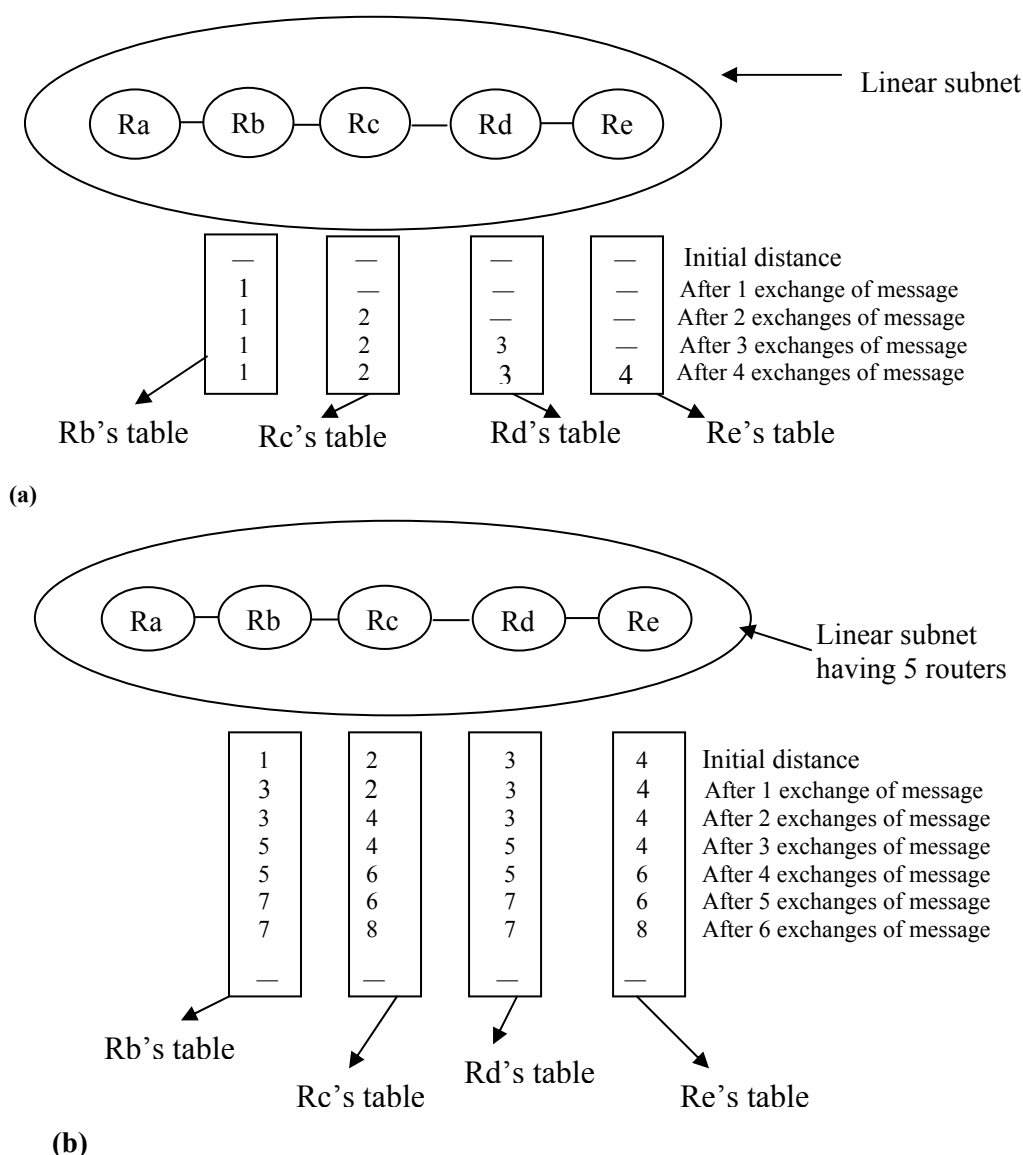 Linear subnet
Ra Rb Rc Rd Re
— — — — Initial distance
1 — — — After 1 exchange of message
1 2 — — After 2 exchanges of message
1 2 3 — After 3 exchanges of message
1 2 3 4 After 4 exchanges of message
Rb’s table Rc’s table Rd’s table Re’s table
(a)
Ra Rb Rc Rd Re
Linear subnet
having 5 routers
1 2 3 4 Initial distance
3 2 3 4 After 1 exchange of message
3 4 3 4 After 2 exchanges of message
5 4 5 4 After 3 exchanges of message
5 6 5 6 After 4 exchanges of message
7 6 7 6 After 5 exchanges of message
7 8 7 8 After 6 exchanges of message
— — — —
Rb’s table
Rc’s table
Rd’s table
Re’s table
(b)